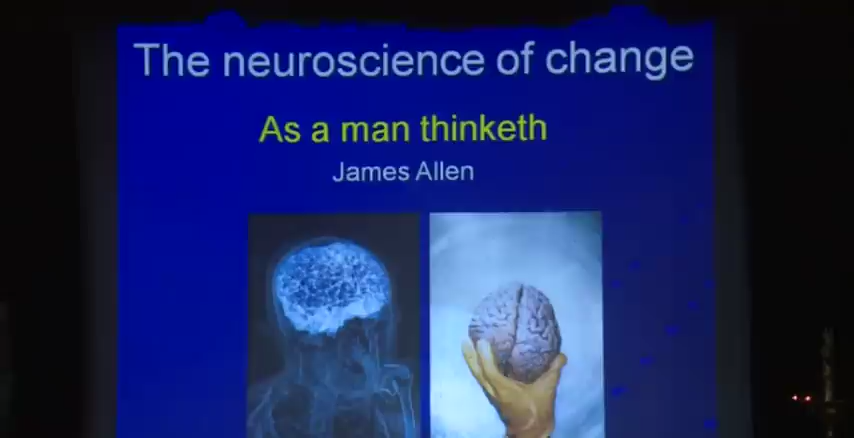 The neuroscience of change
As a man thinketh
James Allen